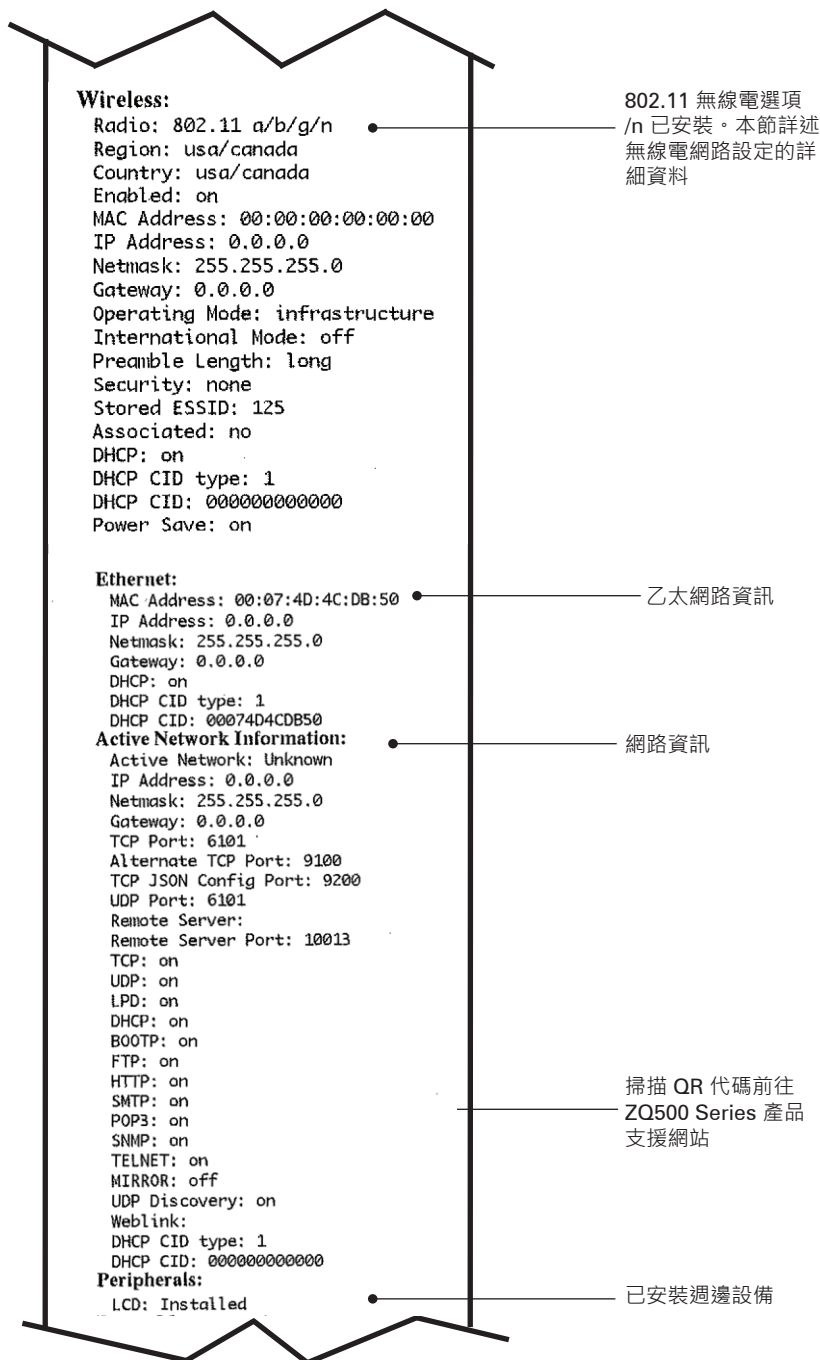 Wireless:
Radio: 802.11 a/b/g/n
Region: usa/canada
Country: usa/canada
Enabled: on
MAC Address: 00:00:00:00:00:00
IP Address: 0.0.0.0
Netmask: 255.255.255.0
Gateway: 0.0.0.0
Operating Mode: infrastructure
International Mode: off
Preamble Length: long
Security: none
Stored ESSID: 125
Associated: no
DHCP: on
DHCP CID type: 1
DHCP CID: 000000000000
Power Save: on
802.11 無線電選項
/n 已安裝。本節詳述
無線電網路設定的詳
細資料
Ethernet:
MAC Address: 00:07:4D:4C:DB:50
IP Address: 0.0.0.0
Netmask: 255.255.255.0
Gateway: 0.0.0.0
DHCP: on
DHCP CID type: 1
DHCP CID: 00074D4CDB50
乙太網路資訊
Active Network Information:
Active Network: Unknown
IP Address: 0.0.0.0
Netmask: 255.255.255.0
Gateway: 0.0.0.0
TCP Port: 6101
Alternate TCP Port: 9100
TCP JSON Config Port: 9200
UDP Port: 6101
Remote Server:
Remote Server Port: 10013
TCP: on
UDP: on
LPD: on
DHCP: on
BOOTP: on
FTP: on
HTTP: on
SMTP: on
POP3: on
SNMP: on
TELNET: on
MIRROR: off
UDP Discovery: on
Weblink:
DHCP CID type: 1
DHCP CID: 000000000000
網路資訊
掃描 QR 代碼前往
ZQ500 Series 產品
支援網站
Peripherals:
LCD: Installed
已安裝週邊設備